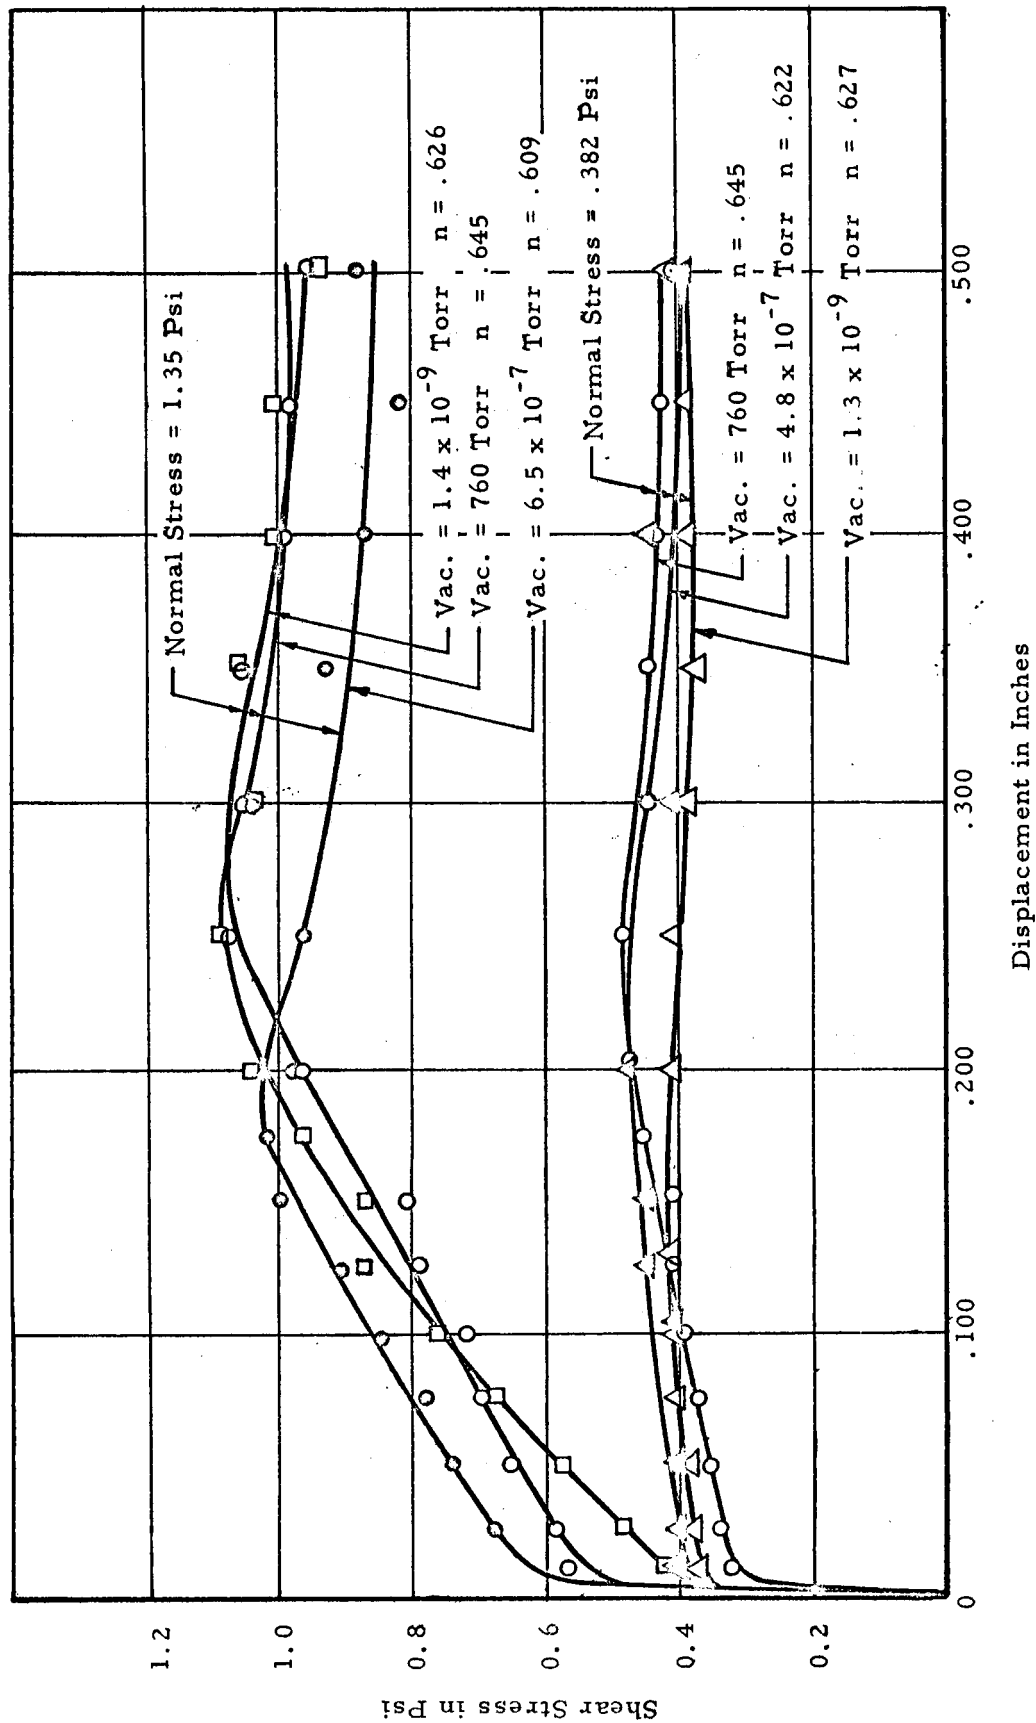 Normal Stress = 1.35 Psi
Vac. = 1.4 x 10-9 Torr n = .626
Vac. = 760 Torr n = .645
Vac. = 6.5 x 10-7 Torr n = .609
Normal Stress = .382 Psi
Vac. = 760 Torr n = .645
Vac. = 4.8 x 10-7 Torr n = .622
Vac. = 1.3 x 10-9 Torr n = .627
Shear Stress in Psi
1.2
1.0
0.8
0.6
0.4
0.2
0
.100
.200
.300
.400
.500
Displacement in Inches